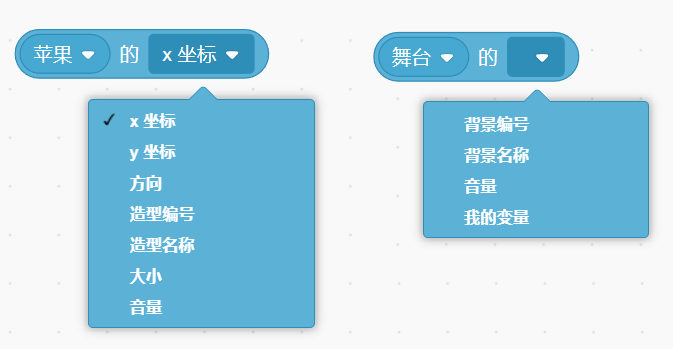 苹果 的 x 坐标
x 坐标
y 坐标
方向
造型编号
造型名称
大小
音量
舞台 的
背景编号
背景名称
音量
我的变量